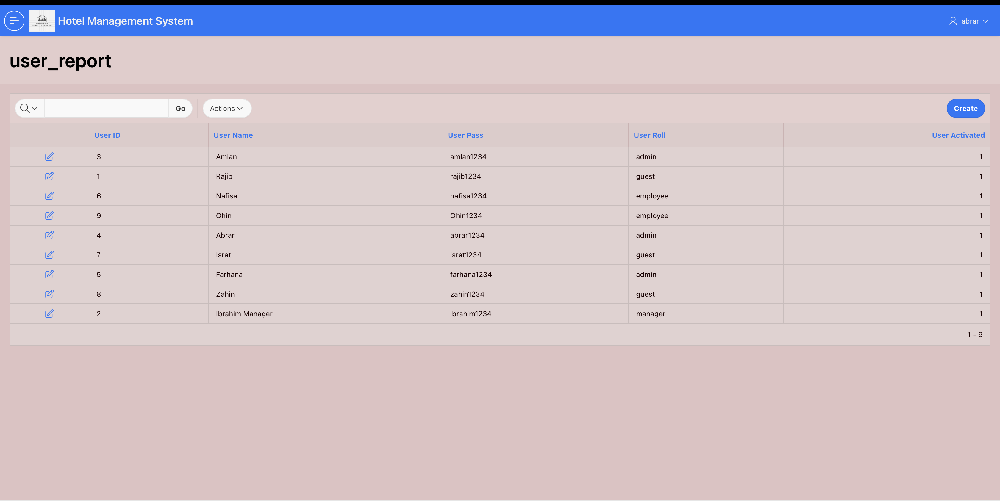 NIRVANA
Hotel Management System
abrar
user_report
Go
Actions
Create
User ID User Name User Pass User Roll User Activated
3 Amlan amlan1234 admin 1
1 Rajib rajib1234 guest 1
6 Nafisa nafisa1234 employee 1
9 Ohin Ohin1234 employee 1
4 Abrar abrar1234 admin 1
7 Israt israt1234 guest 1
5 Farhana farhana1234 admin 1
8 Zahin zahin1234 guest 1
2 Ibrahim Manager ibrahim1234 manager 1
1 - 9